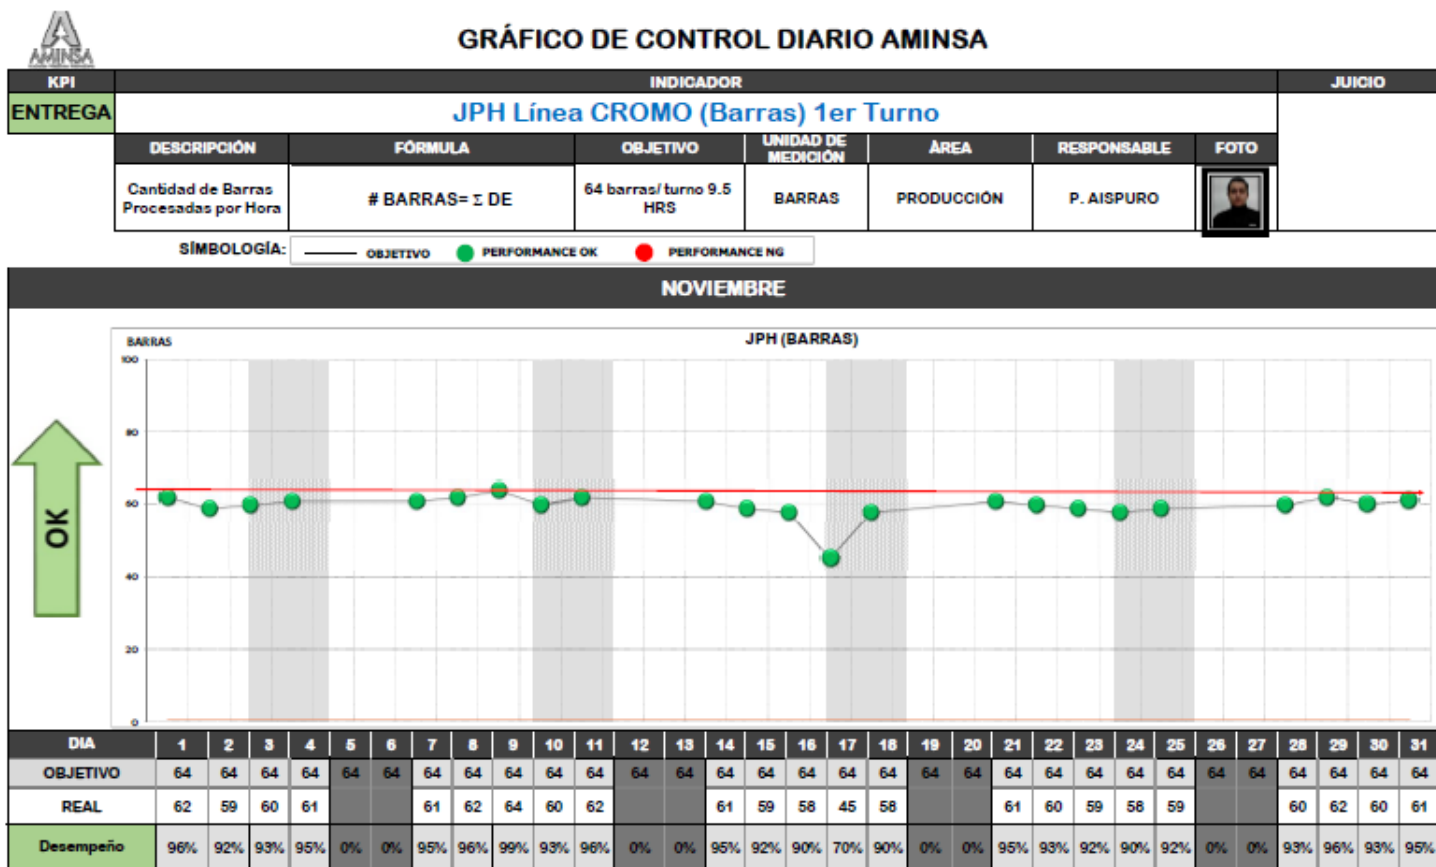 AMINSA
GRÁFICO DE CONTROL DIARIO AMINSA
KPI INDICADOR JUICIO
ENTREGA JPH Línea CROMO (Barras) 1er Turno
DESCRIPCIÓN FÓRMULA OBJETIVO UNIDAD DE MEDICIÓN ÁREA RESPONSABLE FOTO
Cantidad de Barras Procesadas por Hora # BARRAS= Σ DE 64 barras/ turno 9.5 HRS BARRAS PRODUCCIÓN P. AISPURO
SÍMBOLOGÍA: OBJETIVO PERFORMANCE OK PERFORMANCE NG
NOVIEMBRE
BARRAS JPH (BARRAS)
100
80
60
40
20
0
OK
DIA 1 2 3 4 5 6 7 8 9 10 11 12 13 14 15 16 17 18 19 20 21 22 23 24 25 26 27 28 29 30 31
OBJETIVO 64 64 64 64 64 64 64 64 64 64 64 64 64 64 64 64 64 64 64 64 64 64 64 64 64 64 64 64 64 64 64
REAL 62 59 60 61 61 62 64 60 62 61 59 58 45 58 61 60 59 58 59 60 62 60 61
Desempeño 96% 92% 93% 95% 0% 0% 95% 96% 99% 93% 96% 0% 0% 95% 92% 90% 70% 90% 0% 0% 95% 93% 92% 90% 92% 0% 0% 93% 96% 93% 95%